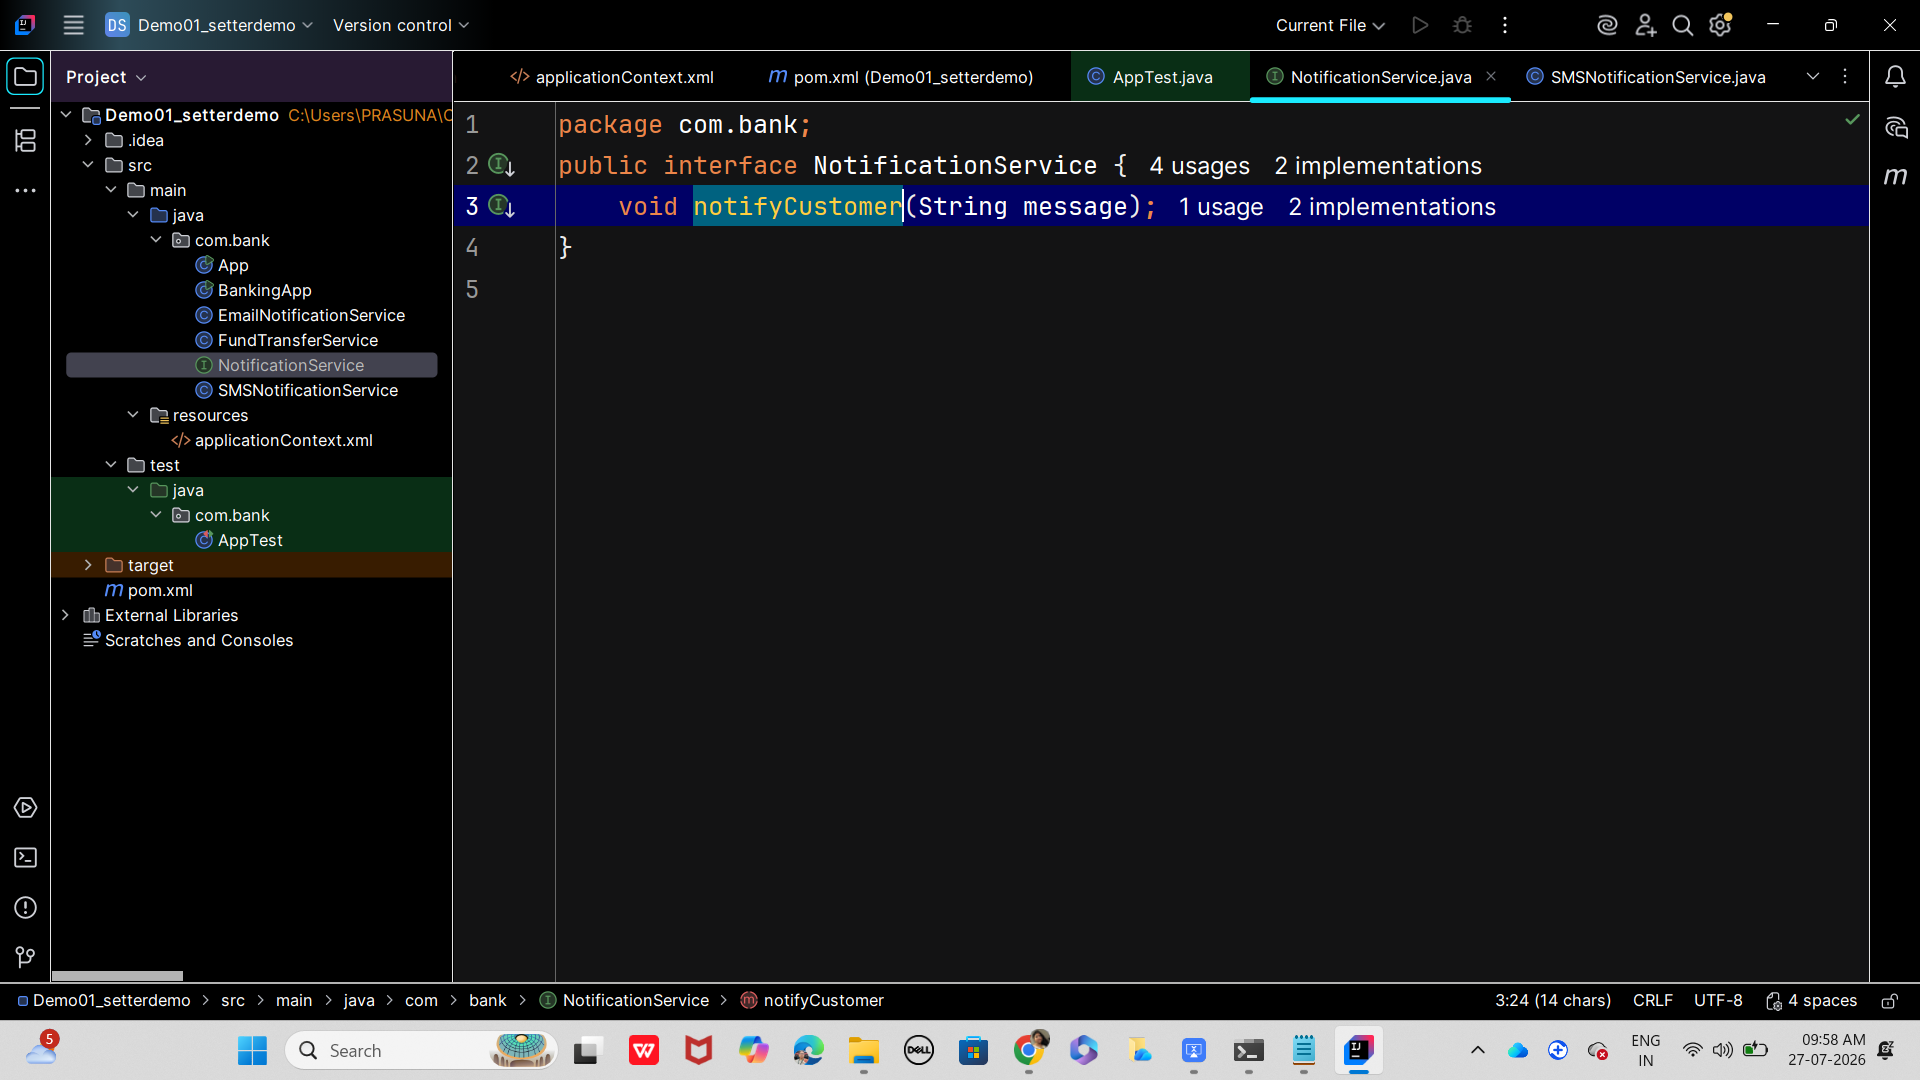 DS Demo01_setterdemo Version control Current File
Project
applicationContext.xml pom.xml (Demo01_setterdemo) AppTest.java NotificationService.java SMSNotificationService.java
Demo01_setterdemo C:\Users\PRASUNA\C
.idea
src
main
java
com.bank
App
BankingApp
EmailNotificationService
FundTransferService
NotificationService
SMSNotificationService
resources
applicationContext.xml
test
java
com.bank
AppTest
target
pom.xml
External Libraries
Scratches and Consoles
1 package com.bank;
2 public interface NotificationService { 4 usages 2 implementations
3 void notifyCustomer(String message); 1 usage 2 implementations
4 }
5
Demo01_setterdemo > src > main > java > com > bank > NotificationService > notifyCustomer 3:24 (14 chars) CRLF UTF-8 4 spaces
5 Search ENG 09:58 AM
IN 27-07-2026